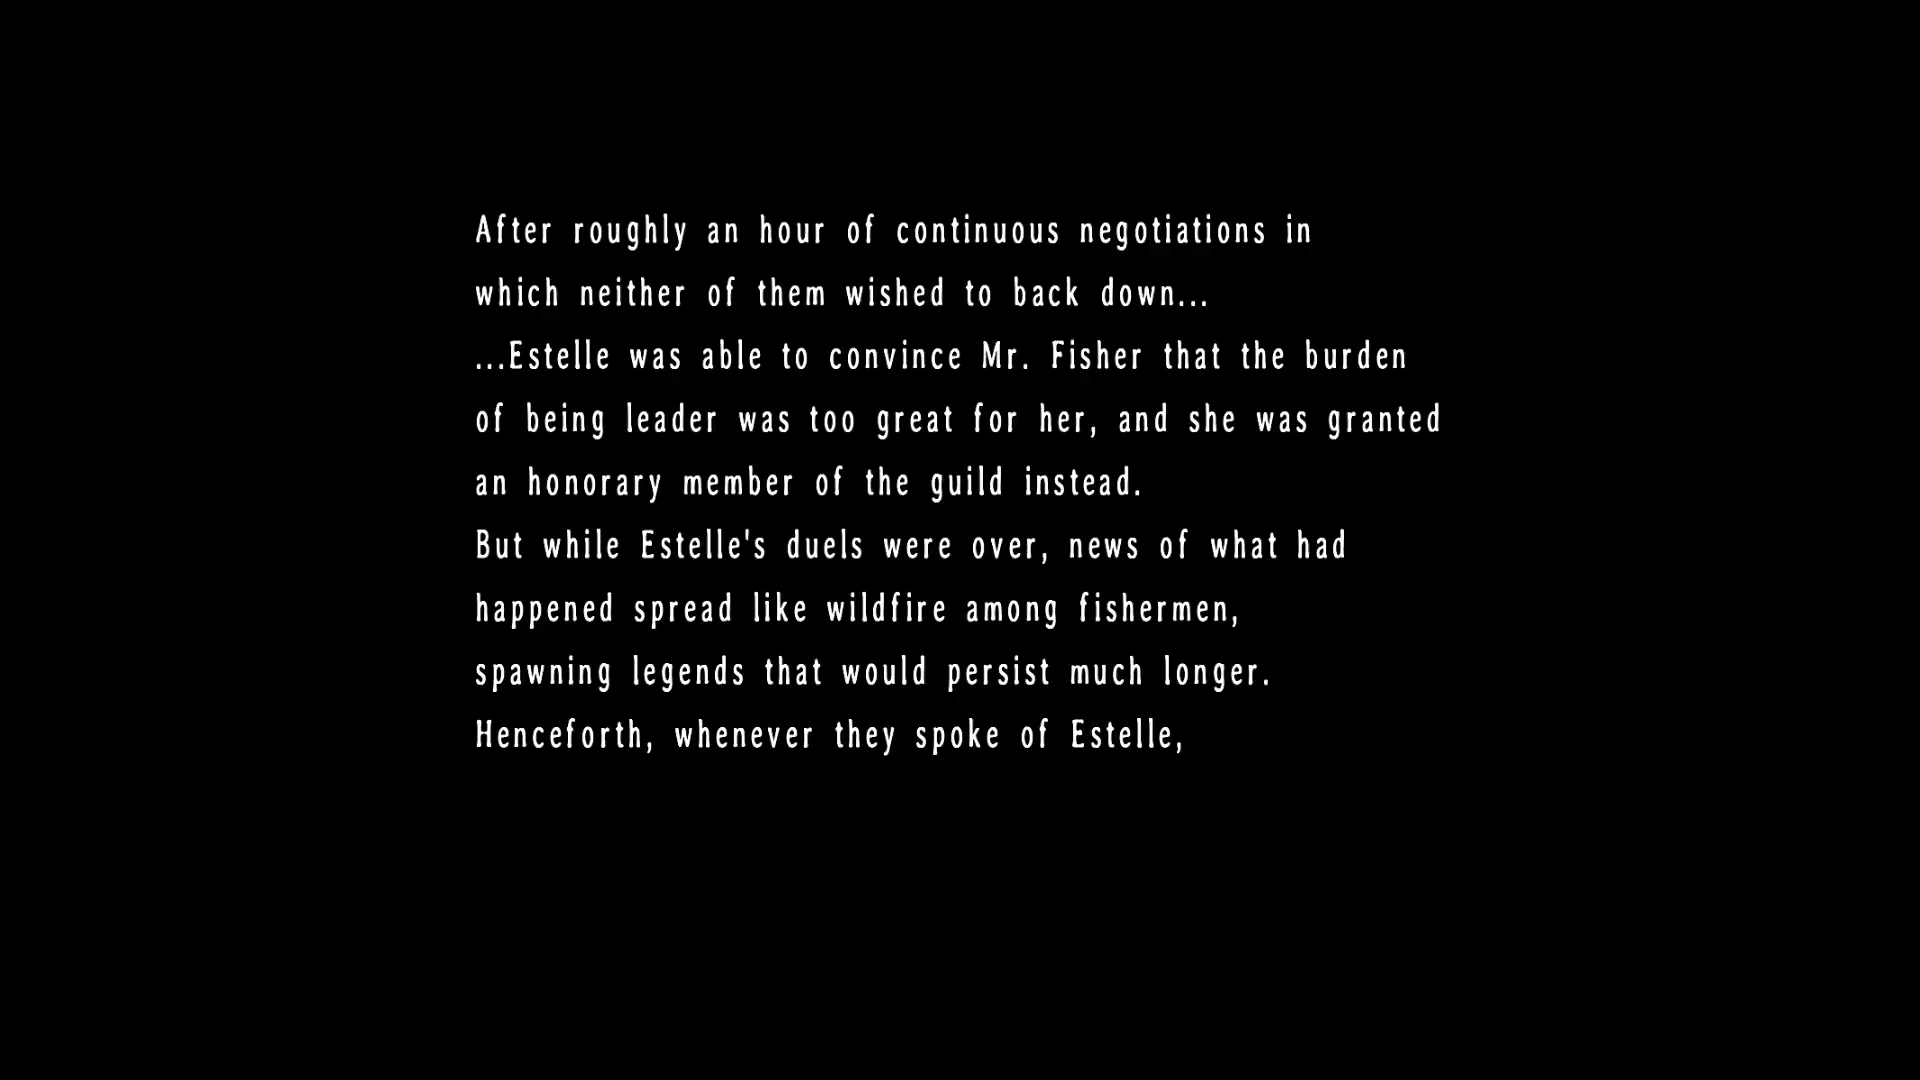 After roughly an hour of continuous negotiations in
which neither of them wished to back down...
...Estelle was able to convince Mr. Fisher that the burden
of being leader was too great for her, and she was granted
an honorary member of the guild instead.
But while Estelle's duels were over, news of what had
happened spread like wildfire among fishermen,
spawning legends that would persist much longer.
Henceforth, whenever they spoke of Estelle,